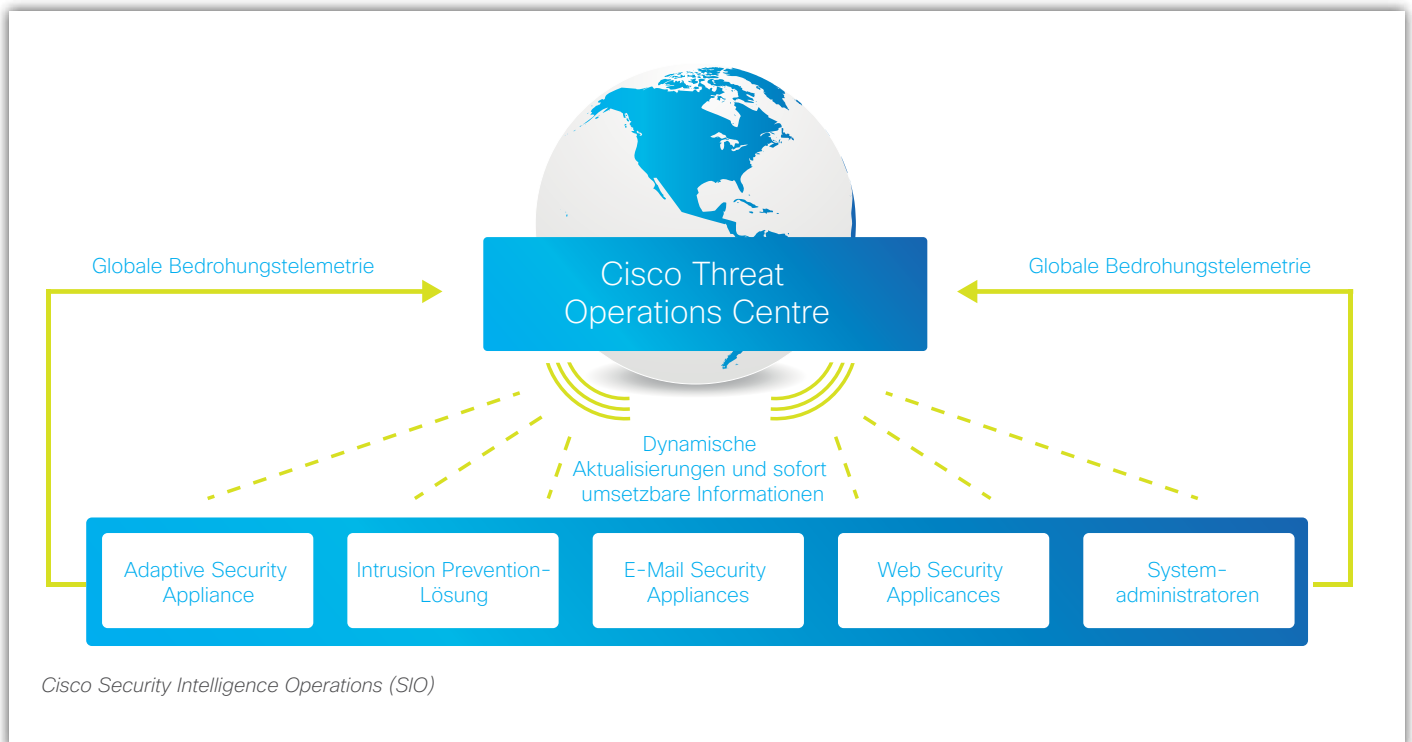 Globale Bedrohungstelemetrie
Cisco Threat
Operations Centre
Globale Bedrohungstelemetrie
Dynamische
Aktualisierungen und sofort
umsetzbare Informationen
Adaptive Security
Appliance
Intrusion Prevention-
Lösung
E-Mail Security
Appliances
Web Security
Applicances
System-
administratoren
Cisco Security Intelligence Operations (SIO)